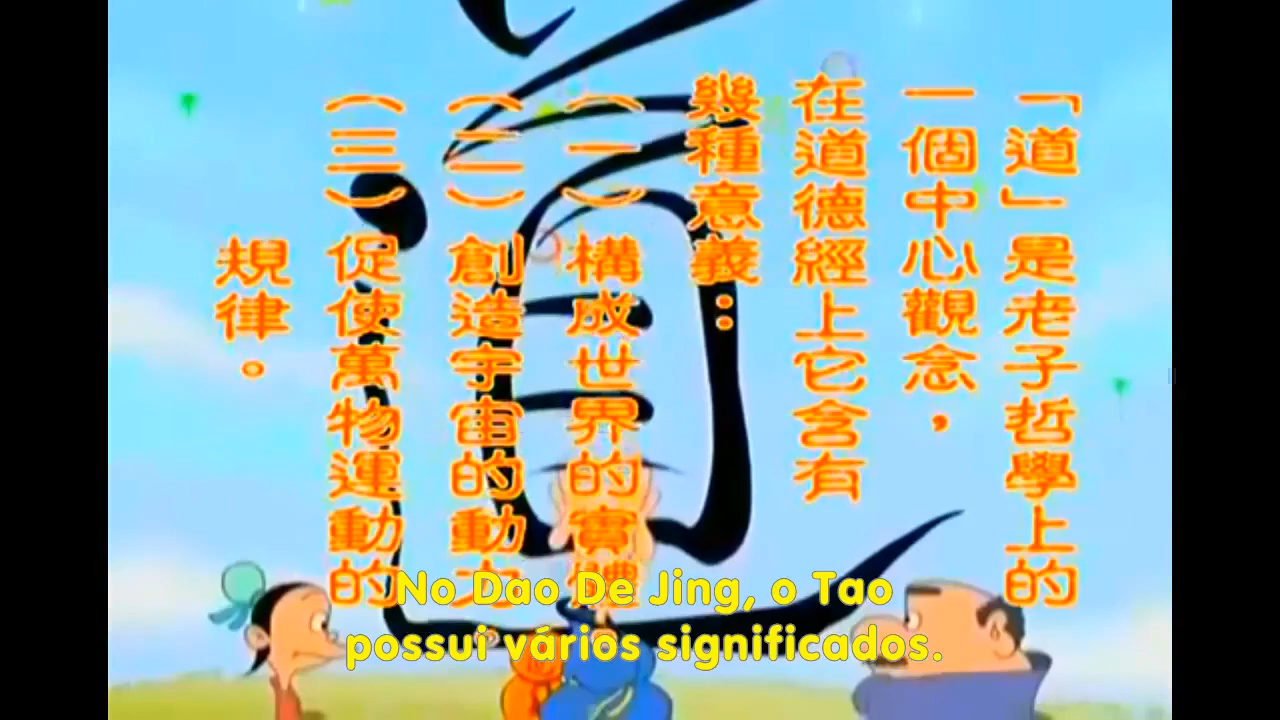 「道」是老子哲學上的
一個中心觀念，
在道德經上它含有
幾種意義：
（一）構成世界的實體
（二）創造宇宙的動力
（三）促使萬物運動的
規律。
道
No Dao De Jing, o Tao
possui vários significados.